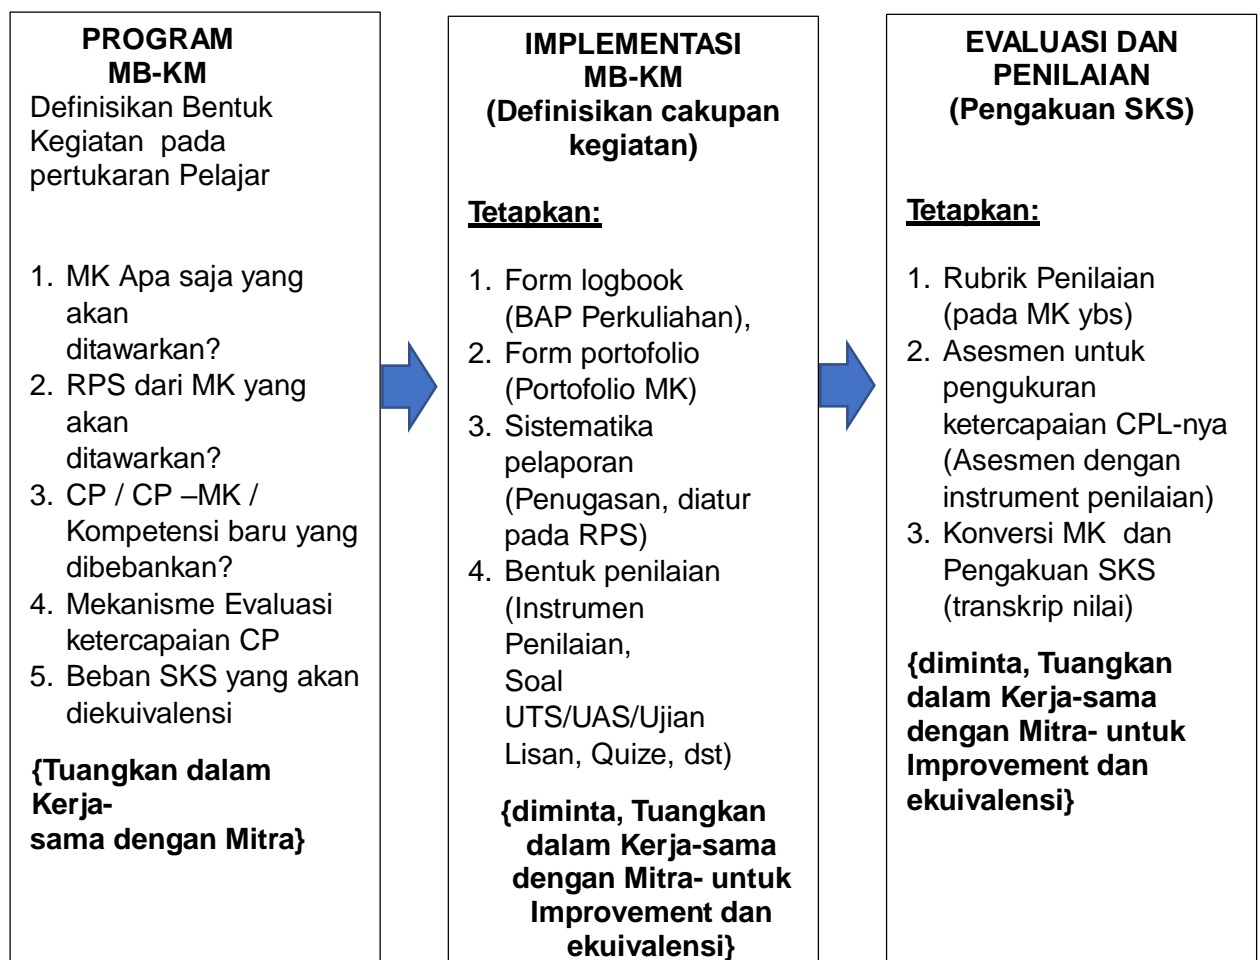 PROGRAM
MB-KM
Definisikan Bentuk
Kegiatan pada
pertukaran Pelajar
1. MK Apa saja yang
akan
ditawarkan?
2. RPS dari MK yang
akan
ditawarkan?
3. CP / CP –MK /
Kompetensi baru yang
dibebankan?
4. Mekanisme Evaluasi
ketercapaian CP
5. Beban SKS yang akan
diekuivalensi
{Tuangkan dalam
Kerja-
sama dengan Mitra}
IMPLEMENTASI
MB-KM
(Definisikan cakupan
kegiatan)
Tetapkan:
1. Form logbook
(BAP Perkuliahan),
2. Form portofolio
(Portofolio MK)
3. Sistematika
pelaporan
(Penugasan, diatur
pada RPS)
4. Bentuk penilaian
(Instrumen
Penilaian,
Soal
UTS/UAS/Ujian
Lisan, Quize, dst)
{diminta, Tuangkan
dalam Kerja-sama
dengan Mitra- untuk
Improvement dan
ekuivalensi}
EVALUASI DAN
PENILAIAN
(Pengakuan SKS)
Tetapkan:
1. Rubrik Penilaian
(pada MK ybs)
2. Asesmen untuk
pengukuran
ketercapaian CPL-nya
(Asesmen dengan
instrument penilaian)
3. Konversi MK dan
Pengakuan SKS
(transkrip nilai)
{diminta, Tuangkan
dalam Kerja-sama
dengan Mitra- untuk
Improvement dan
ekuivalensi}